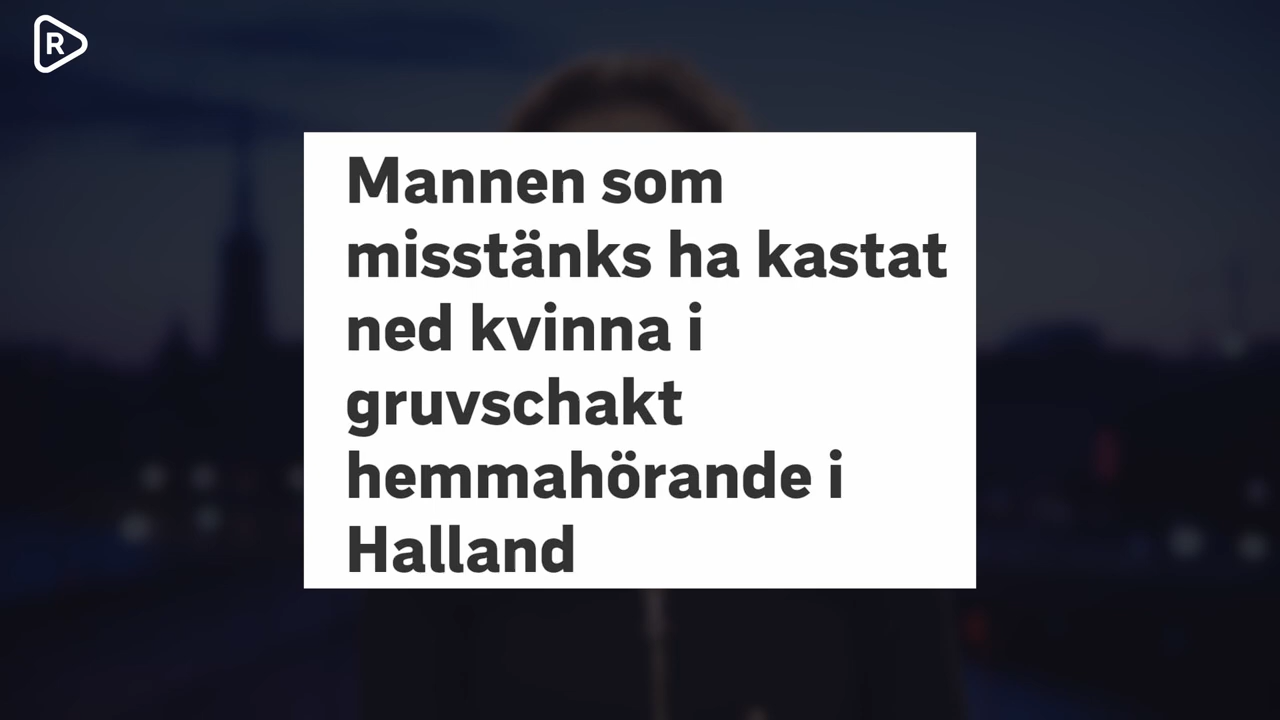 R
Mannen som
misstänks ha kastat
ned kvinna i
gruvschakt
hemmahörande i
Halland